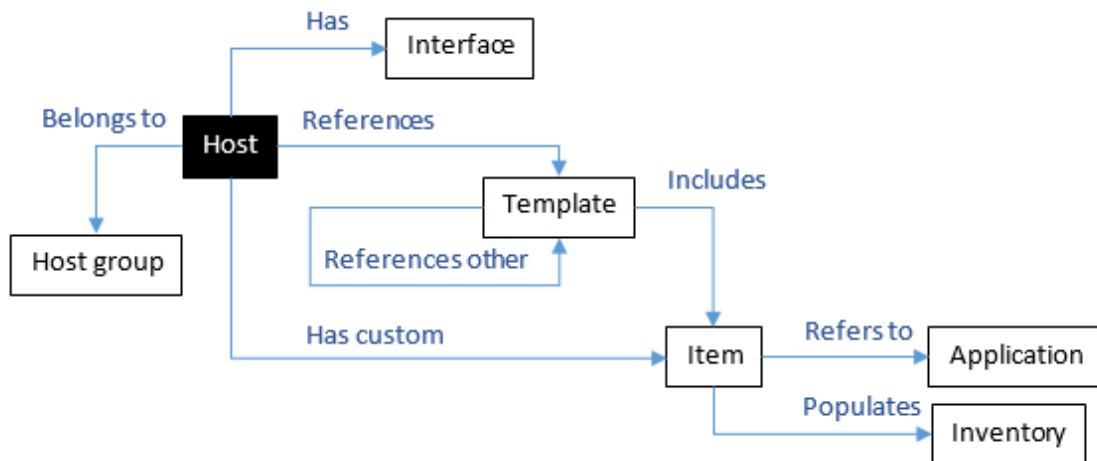 Has
Interface
Belongs to
Host
References
Template
Includes
Host group
References other
Has custom
Item
Refers to
Application
Populates
Inventory